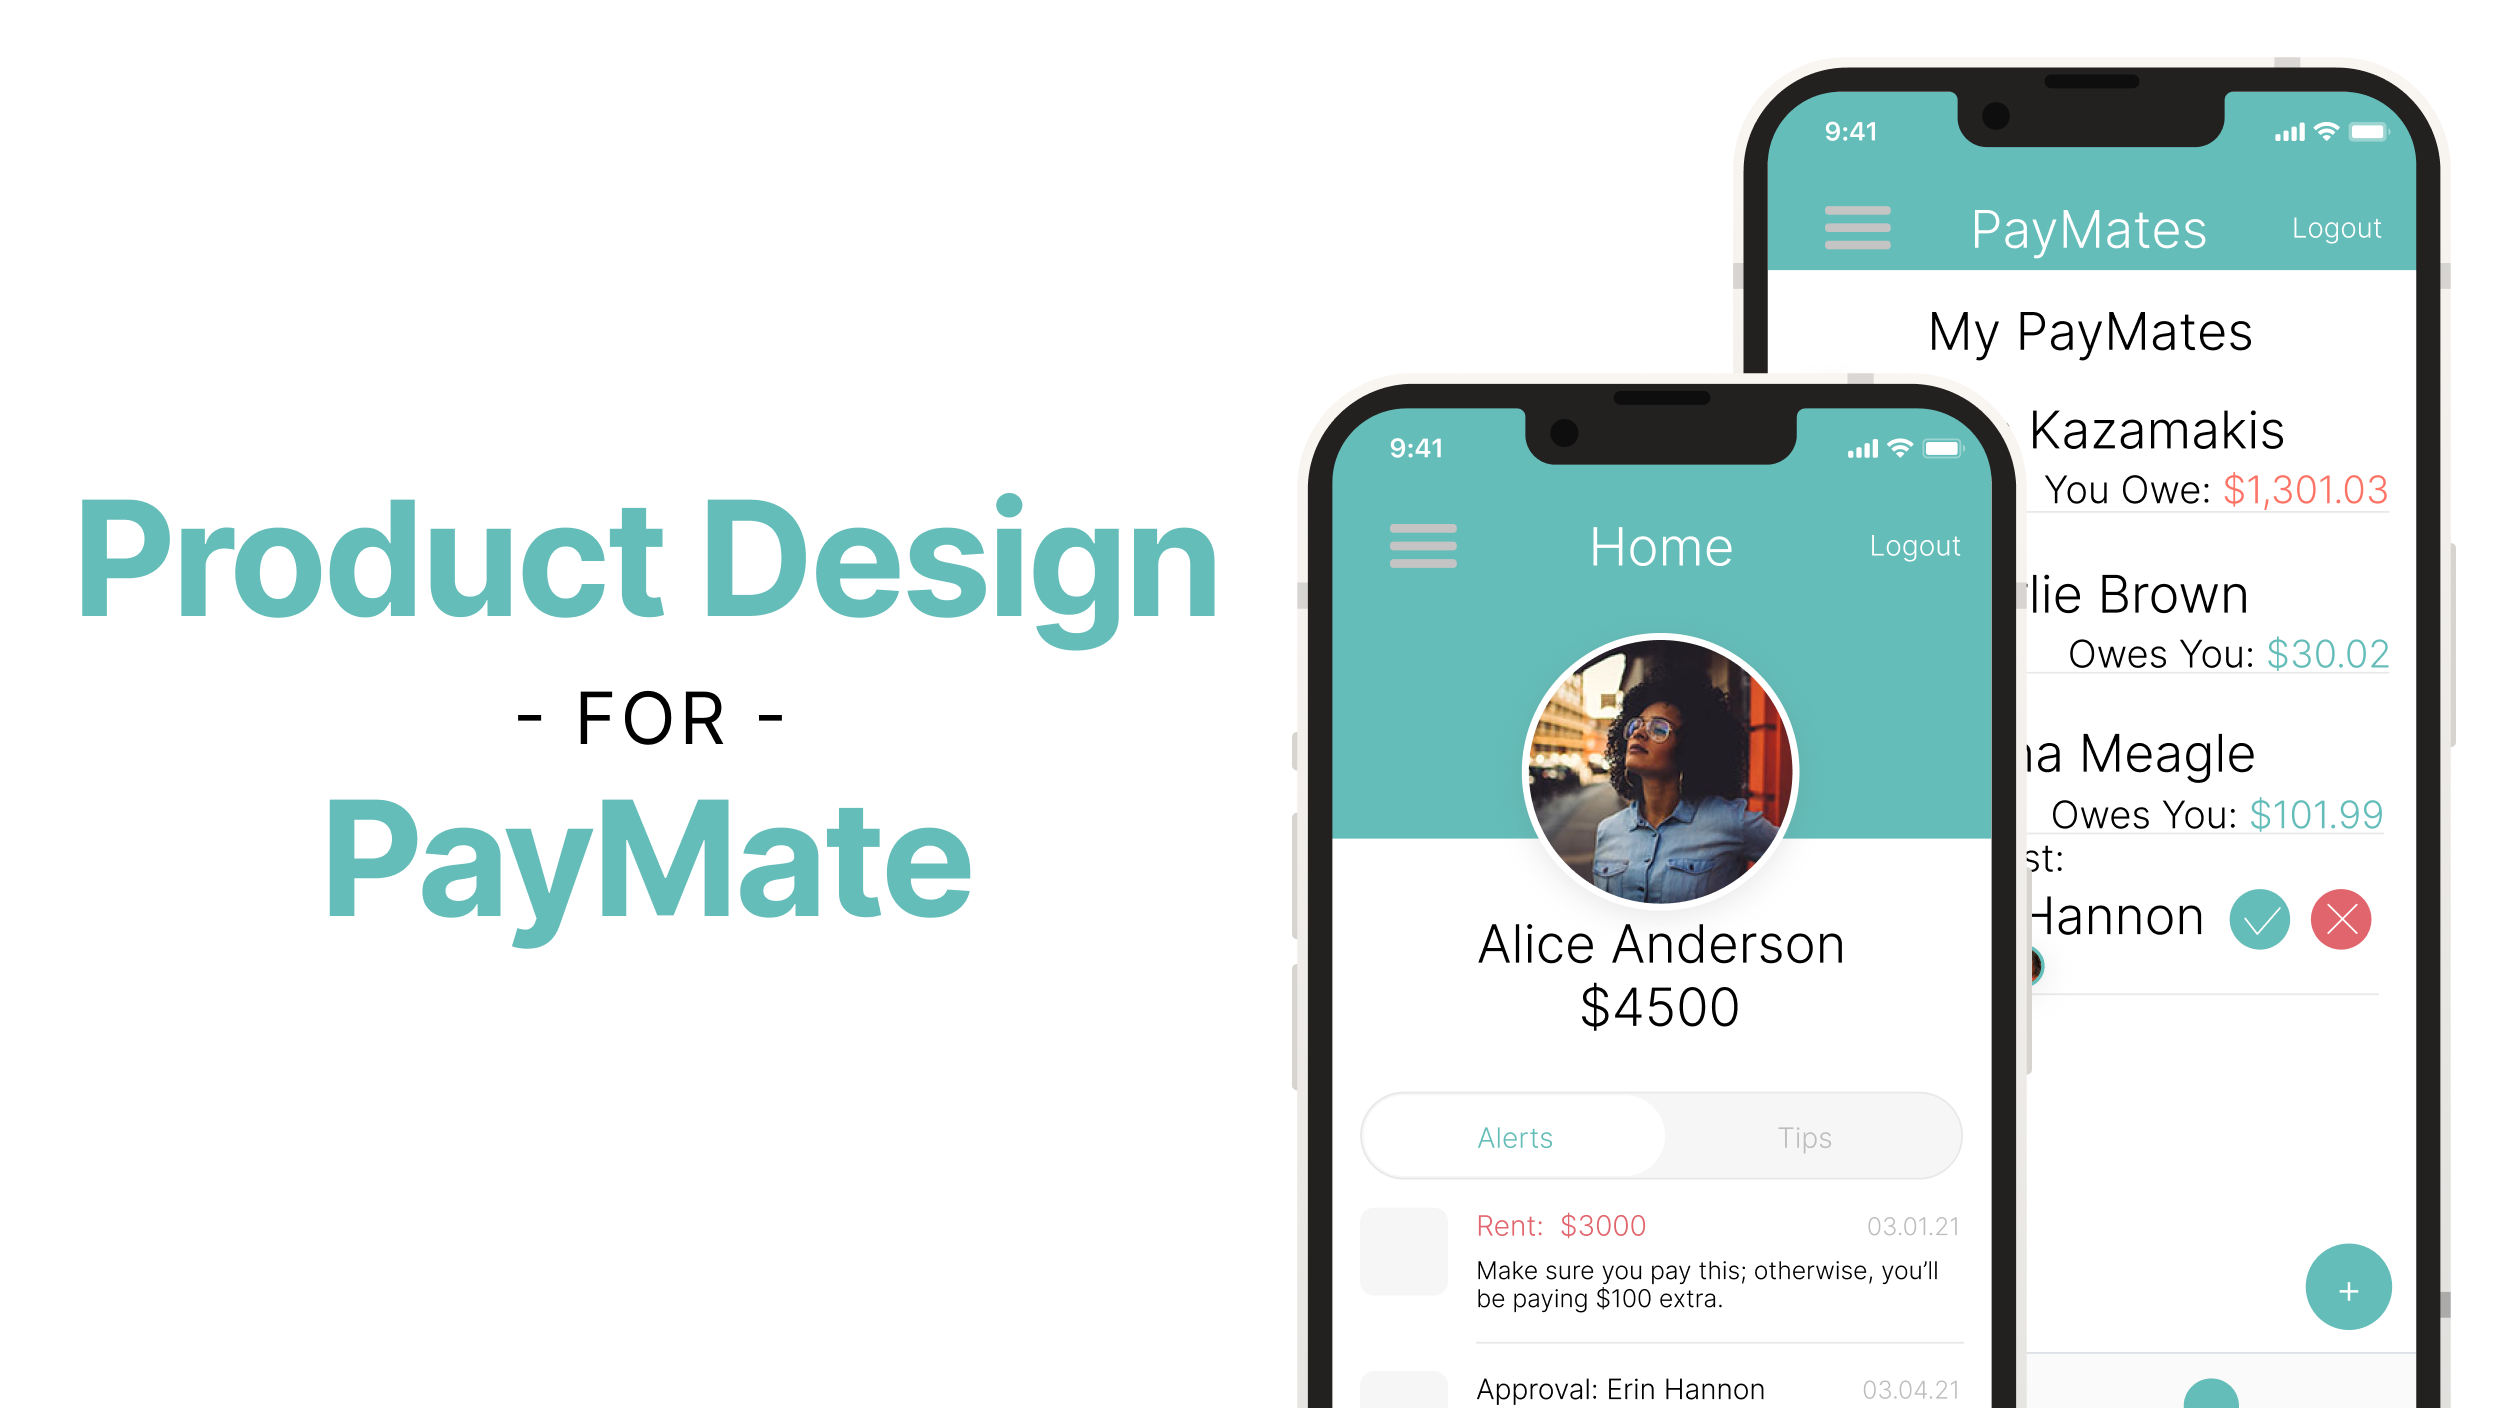 Product Design
- FOR -
PayMate
9:41
Home
Logout
Alice Anderson
$4500
Alerts
Tips
Rent: $3000
03.01.21
Make sure you pay this; otherwise, you'll
be paying $100 extra.
Approval: Erin Hannon
03.04.21
9:41
PayMates
Logout
My PayMates
Kazamakis
You Owe: $1,301.03
Brown
Owes You: $30.02
Meagle
Owes You: $101.99
Hannon
+